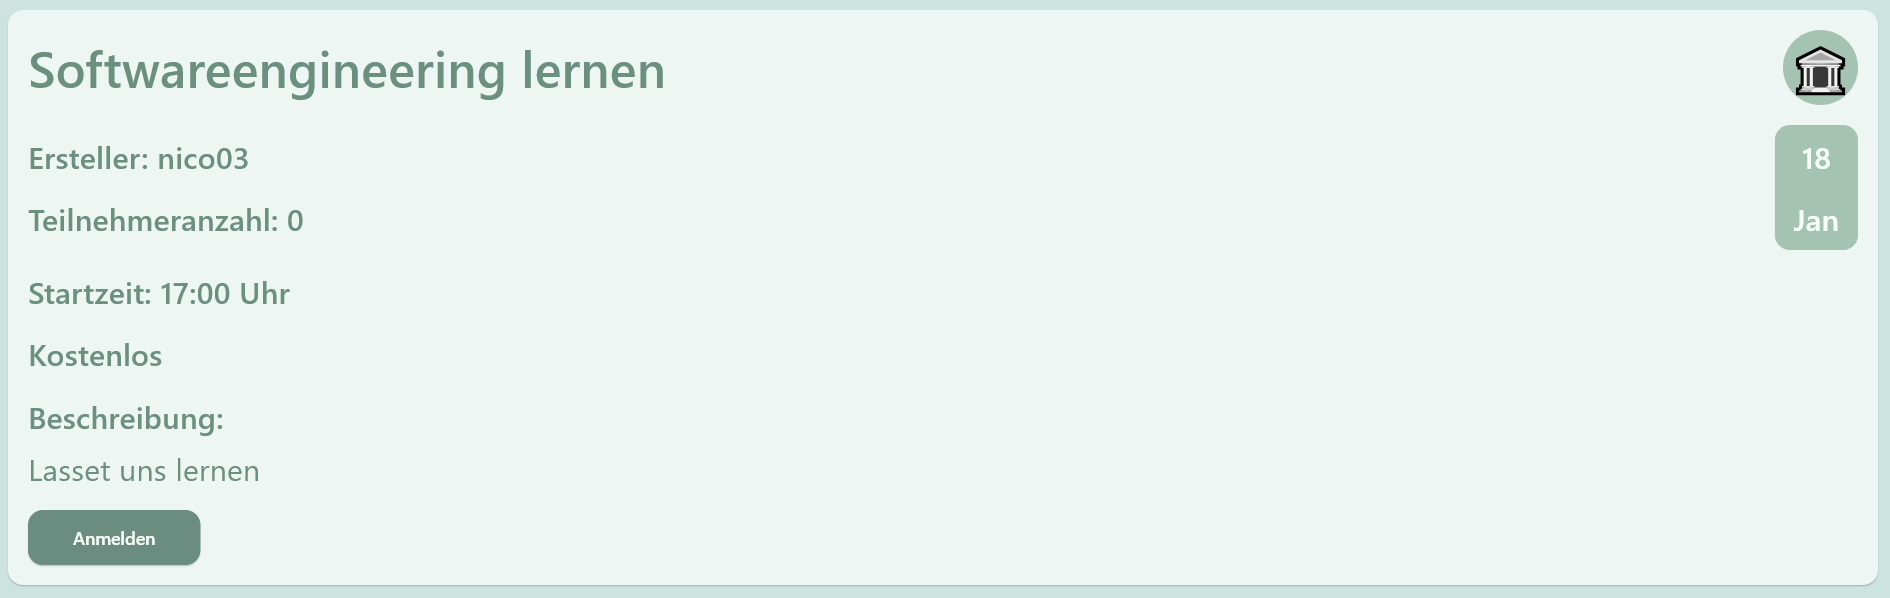 Softwareengineering lernen
Ersteller: nico03
18
Teilnehmeranzahl: 0
Jan
Startzeit: 17:00 Uhr
Kostenlos
Beschreibung:
Lasset uns lernen
Anmelden